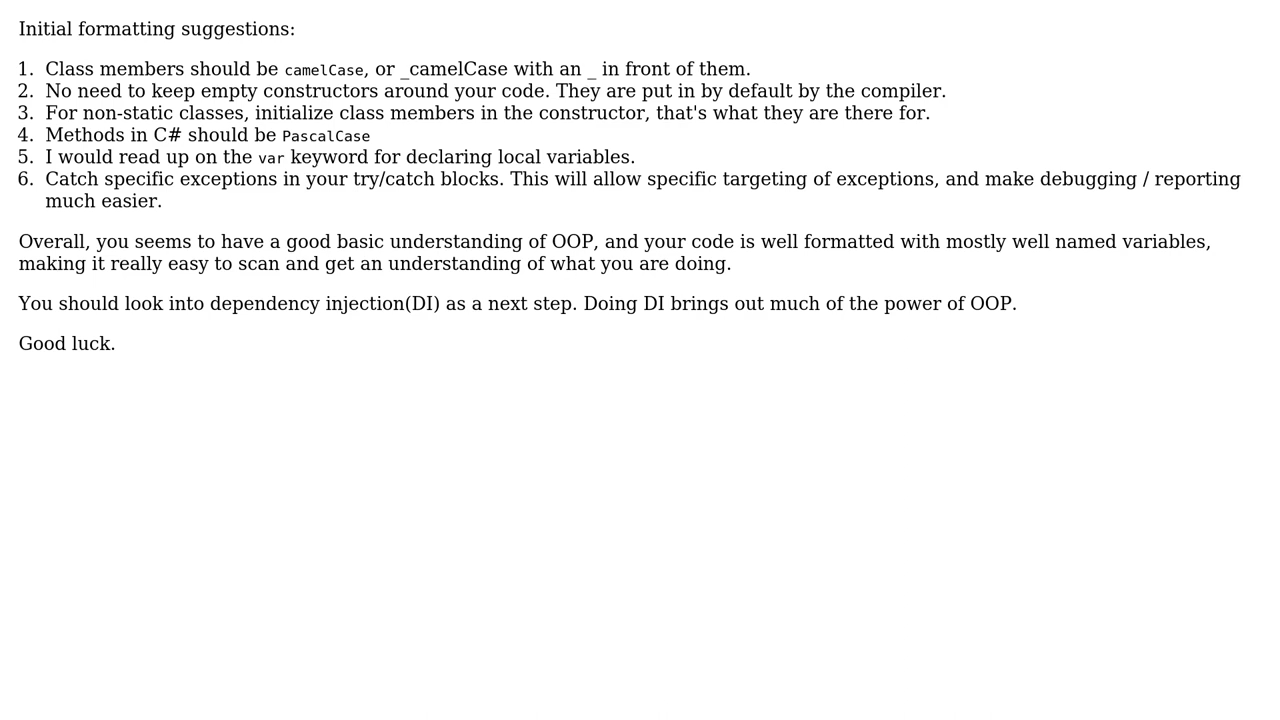 Initial formatting suggestions:
1. Class members should be camelCase, or _camelCase with an _ in front of them.
2. No need to keep empty constructors around your code. They are put in by default by the compiler.
3. For non-static classes, initialize class members in the constructor, that's what they are there for.
4. Methods in C# should be PascalCase
5. I would read up on the var keyword for declaring local variables.
6. Catch specific exceptions in your try/catch blocks. This will allow specific targeting of exceptions, and make debugging / reporting
much easier.
Overall, you seems to have a good basic understanding of OOP, and your code is well formatted with mostly well named variables,
making it really easy to scan and get an understanding of what you are doing.
You should look into dependency injection(DI) as a next step. Doing DI brings out much of the power of OOP.
Good luck.